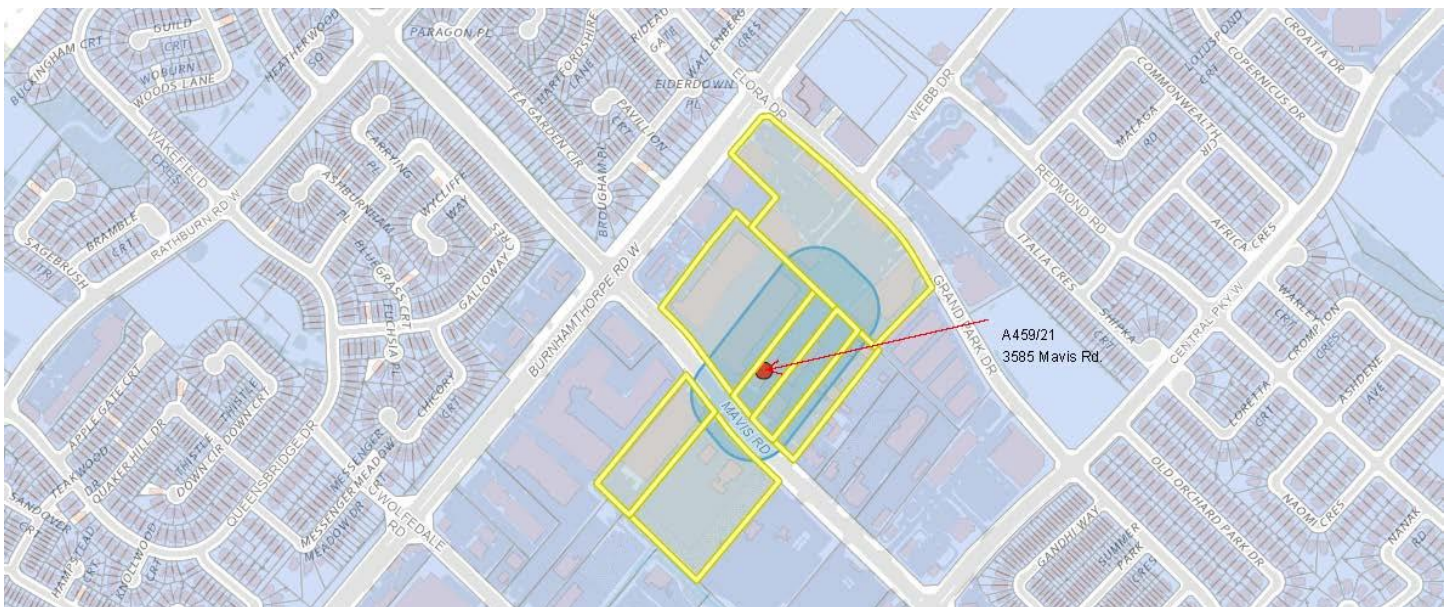 BUCKINGHAM CRT
GUILD
CRT
WOBURN
CRT
WOODS LANE
HEATHERWOOD
SQ
PARAGON PL
HARTFORDSHIRE
LANE
RIDEAU
GATE
WALLENBERG
CRES
EIDERDOWN
PL
ELORA DR
WEBB DR
LOTUSPOND
CRT
CROATIA DR
COPERNICUS DR
COMMONWEALTH
CIR
MALAGA
RD
REDMOND RD
TEA GARDEN CIR
PAVILLION
CRT
BROUGHAM PL
WAKEFIELD
CRES
CARRYING
PL
WYCLIFFE
WAY
ASHBURNHAM
PL
BRAMBLE
CRT
SAGEBRUSH
TRL
RATHBURN RD W
BLUEGRASS CRT
FUCHSIA
PL
GALLOWAY
CRES
BURNHAMTHORPE RD W
ITALIA CRES
AFRICA CRES
GRAND PARK DR
SHIPKA
CRT
CENTRAL PKY W
WARLEY
CRT
CROMPTON
CRES
ASHDENE
AVE
LORETTA
CRT
A459/21
3585 Mavis Rd.
MAVIS RD
CHICORY
CRT
APPLE GATE CRT
THISTLE
DOWN CRT
THISTLE
DOWN CIR
QUAKER HILL DR
TEAKWOOD
DR
QUEENSBRIDGE DR
MESSENGER
CRT
MESSENGER MEADOW
MEADOW DR
WOLFEDALE
RD
SANDOVER
CRT
HAMPSTEAD
CRT
KNOLLWOOD
CRT
OLD ORCHARD PARK DR
GANDHI WAY
SUMMER
PARK
CRES
NAOMI CRES
NANAK
RD